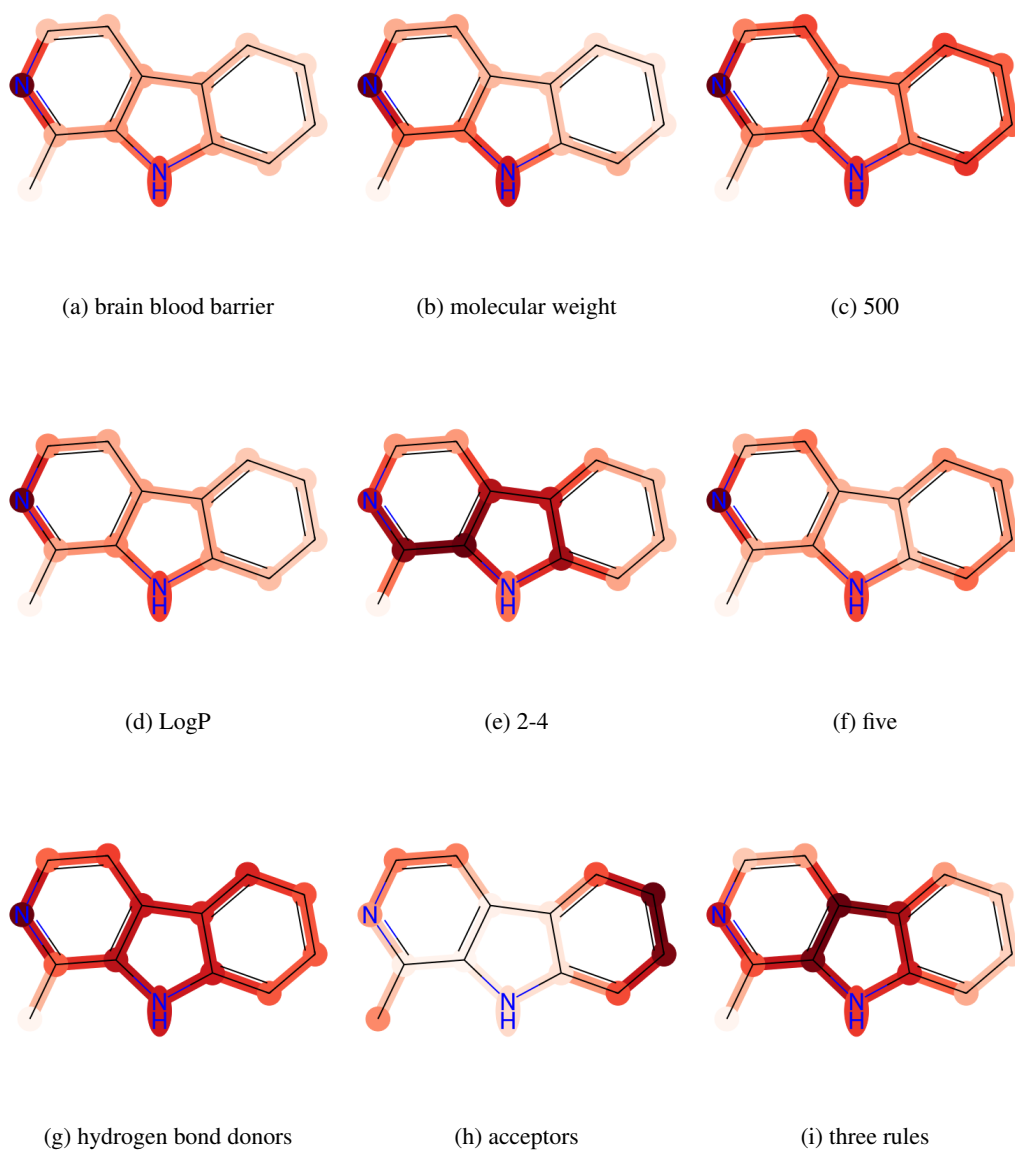 N
N
H
N
N
H
N
N
H
(a) brain blood barrier
(b) molecular weight
(c) 500
N
N
H
N
N
H
N
N
H
(d) LogP
(e) 2-4
(f) five
N
N
H
N
N
H
N
N
H
(g) hydrogen bond donors
(h) acceptors
(i) three rules